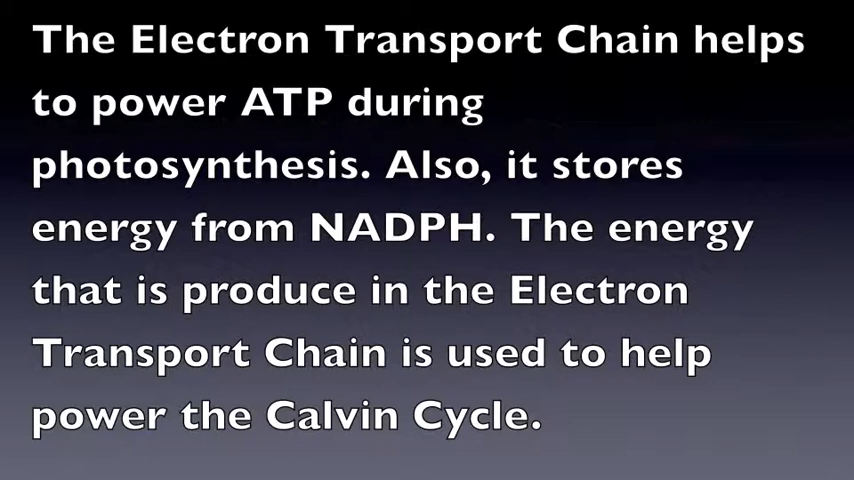 The Electron Transport Chain helps
to power ATP during
photosynthesis. Also, it stores
energy from NADPH. The energy
that is produce in the Electron
Transport Chain is used to help
power the Calvin Cycle.